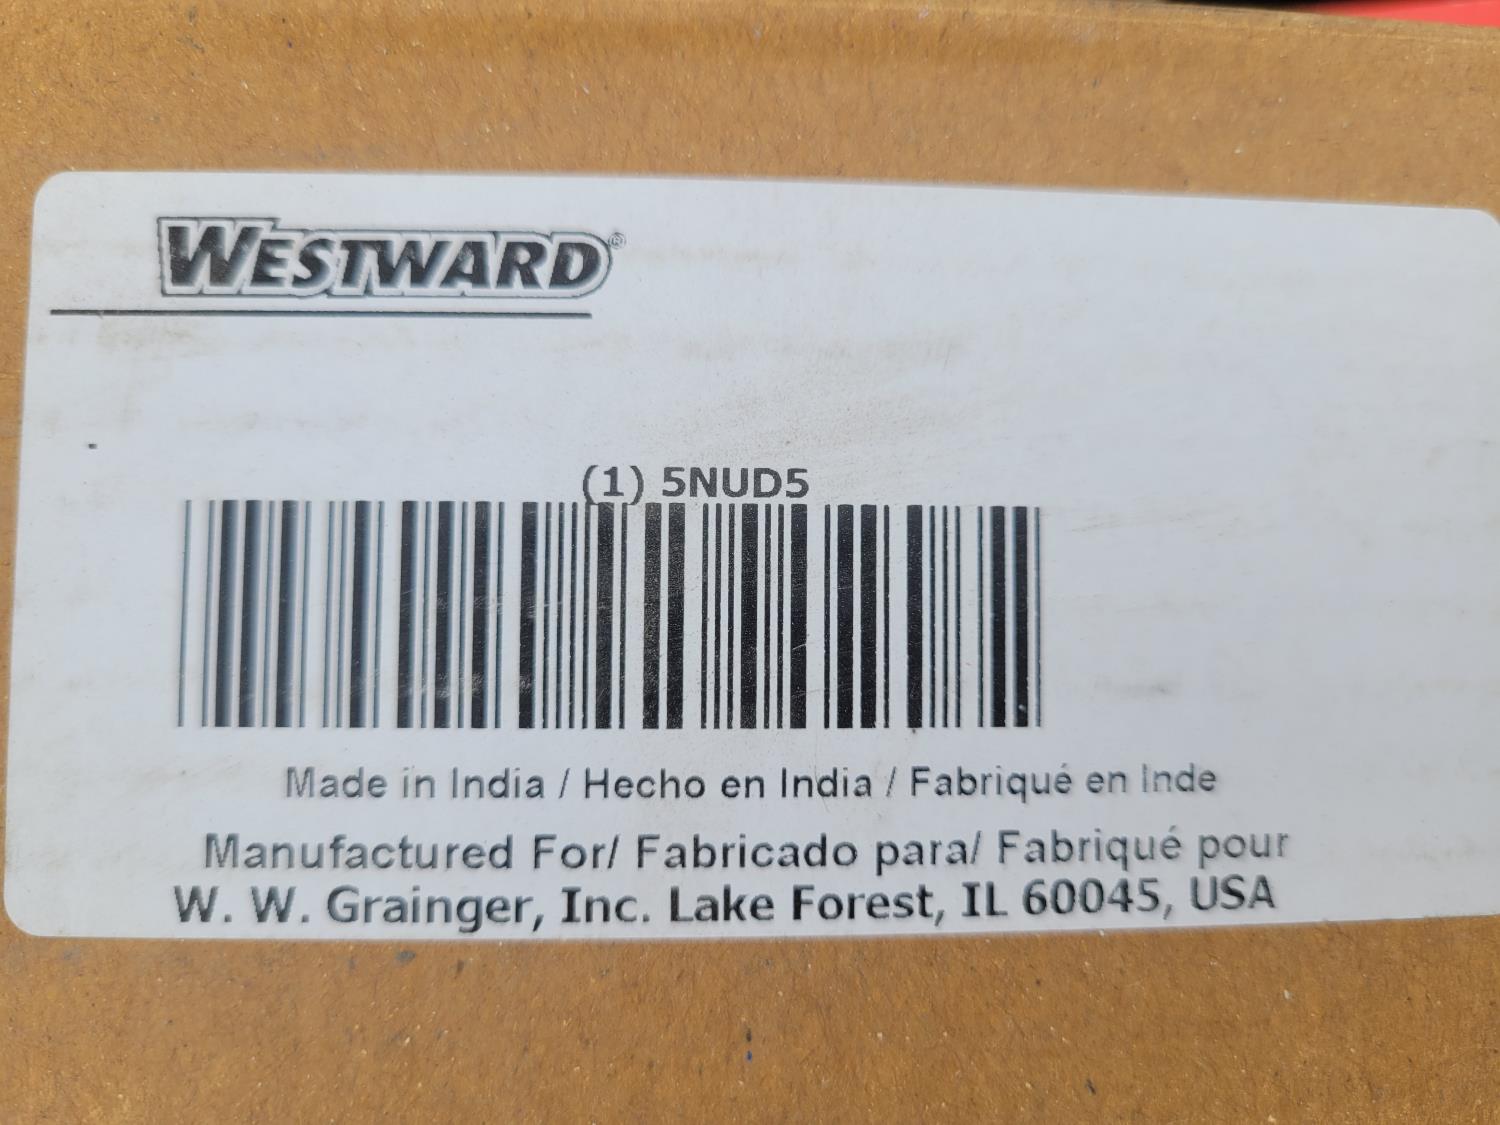 WESTWARD®
(1) 5NUD5
Made in India / Hecho en India / Fabriqué en Inde
Manufactured For/ Fabricado para/ Fabriqué pour
W. W. Grainger, Inc. Lake Forest, IL 60045, USA